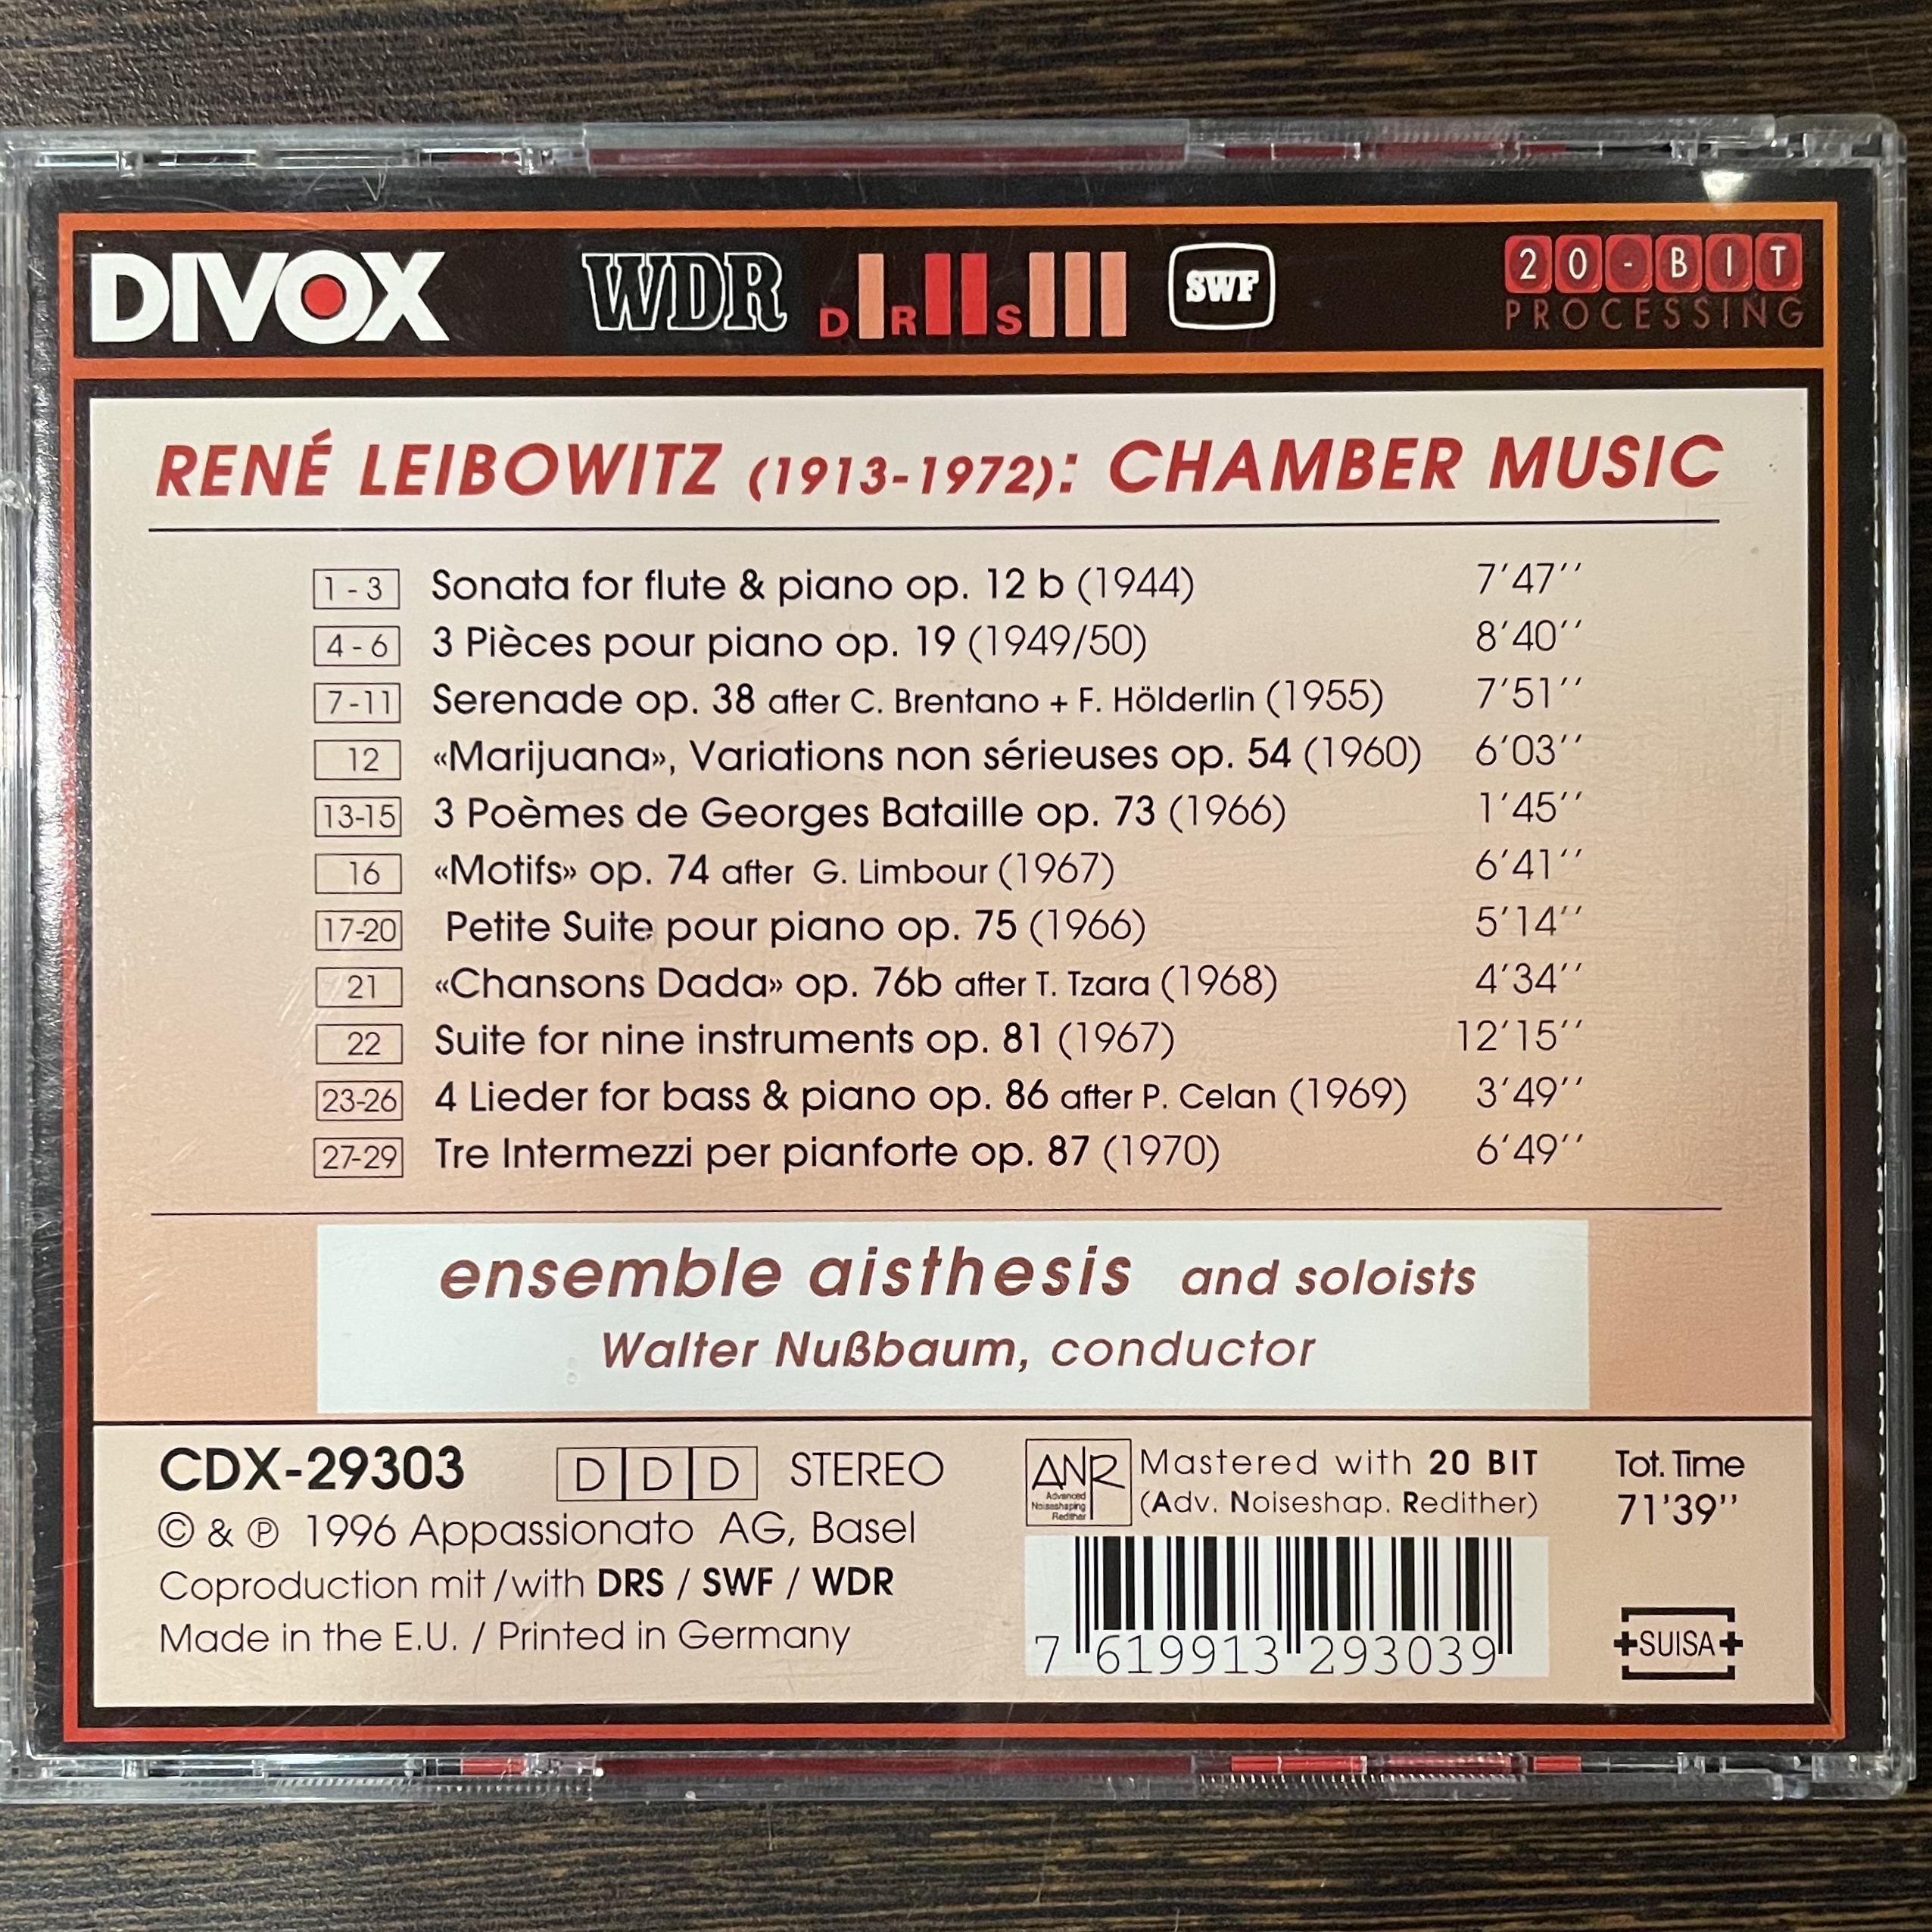 DIVOX WDR DRS SWF 20-BIT
PROCESSING
RENÉ LEIBOWITZ (1913-1972): CHAMBER MUSIC
1 - 3 Sonata for flute & piano op. 12 b (1944) 7'47''
4 - 6 3 Pièces pour piano op. 19 (1949/50) 8'40''
7 -11 Serenade op. 38 after C. Brentano + F. Hölderlin (1955) 7'51''
12 «Marijuana», Variations non sérieuses op. 54 (1960) 6'03''
13-15 3 Poèmes de Georges Bataille op. 73 (1966) 1'45''
16 «Motifs» op. 74 after G. Limbour (1967) 6'41''
17-20 Petite Suite pour piano op. 75 (1966) 5'14''
21 «Chansons Dada» op. 76b after T. Tzara (1968) 4'34''
22 Suite for nine instruments op. 81 (1967) 12'15''
23-26 4 Lieder for bass & piano op. 86 after P. Celan (1969) 3'49''
27-29 Tre Intermezzi per pianforte op. 87 (1970) 6'49''
ensemble aisthesis and soloists
Walter Nußbaum, conductor
CDX-29303 DDD STEREO
© & ℗ 1996 Appassionato AG, Basel
Coproduction mit / with DRS / SWF / WDR
Made in the E.U. / Printed in Germany
ANR Mastered with 20 BIT
Advanced
Noiseshaping
Redither
(Adv. Noiseshap. Redither)
7 619913 293039
Tot. Time
71'39''
SUISA